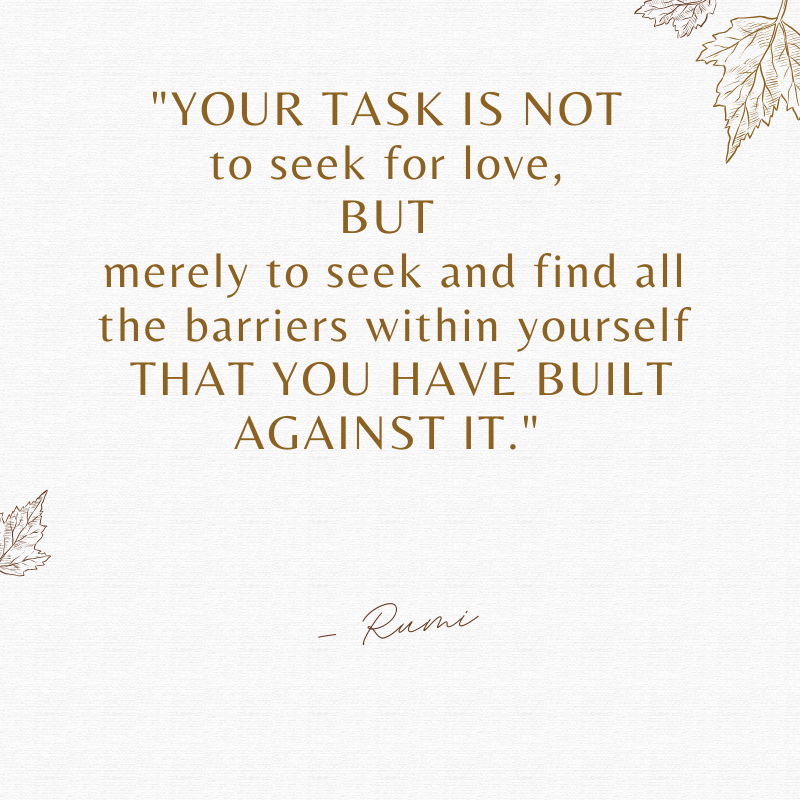 "YOUR TASK IS NOT
to seek for love,
BUT
merely to seek and find all
the barriers within yourself
THAT YOU HAVE BUILT
AGAINST IT."
– Rumi